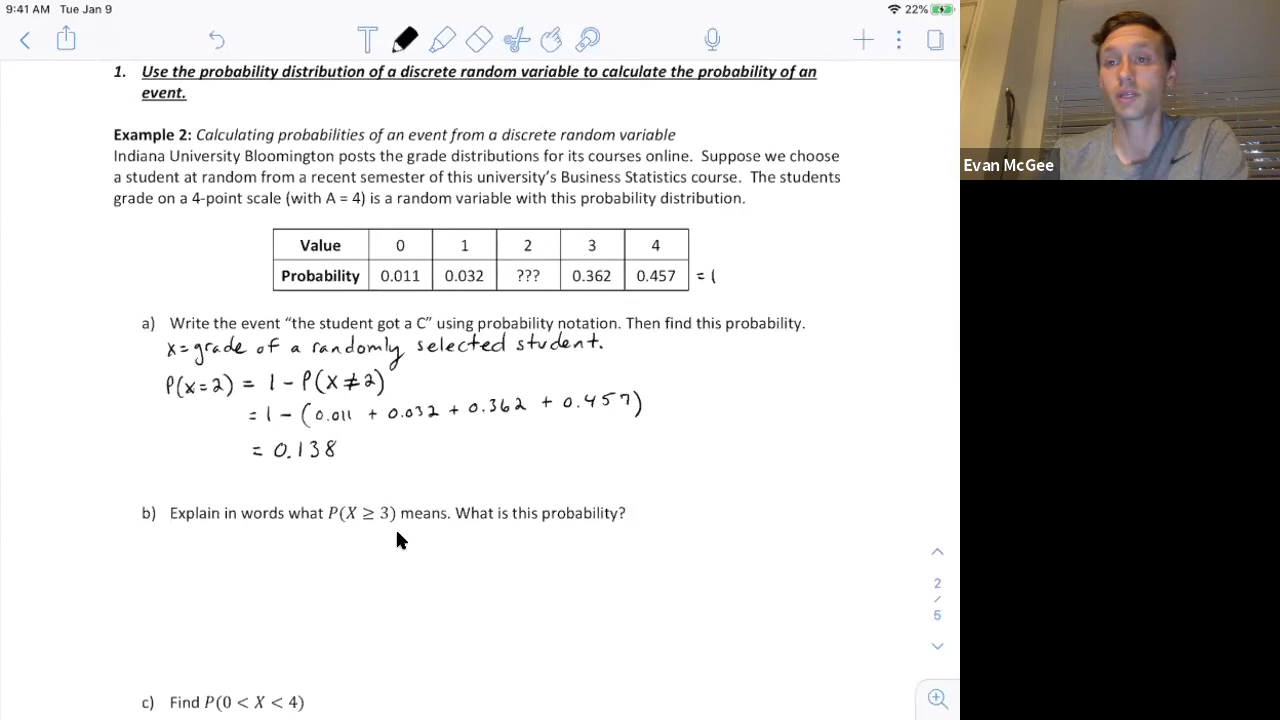 9:41 AM Tue Jan 9 22%
1. Use the probability distribution of a discrete random variable to calculate the probability of an
event.
Example 2: Calculating probabilities of an event from a discrete random variable
Indiana University Bloomington posts the grade distributions for its courses online. Suppose we choose
a student at random from a recent semester of this university's Business Statistics course. The students
Evan McGee
grade on a 4-point scale (with A = 4) is a random variable with this probability distribution.
Value 0 1 2 3 4
Probability 0.011 0.032 ??? 0.362 0.457 = 1
a) Write the event "the student got a C" using probability notation. Then find this probability.
x = grade of a randomly selected student.
P(x = 2) = 1 - P(X ≠ 2)
= 1 - (0.011 + 0.032 + 0.362 + 0.457)
= 0.138
b) Explain in words what P(X ≥ 3) means. What is this probability?
2
/
5
c) Find P(0 < X < 4)